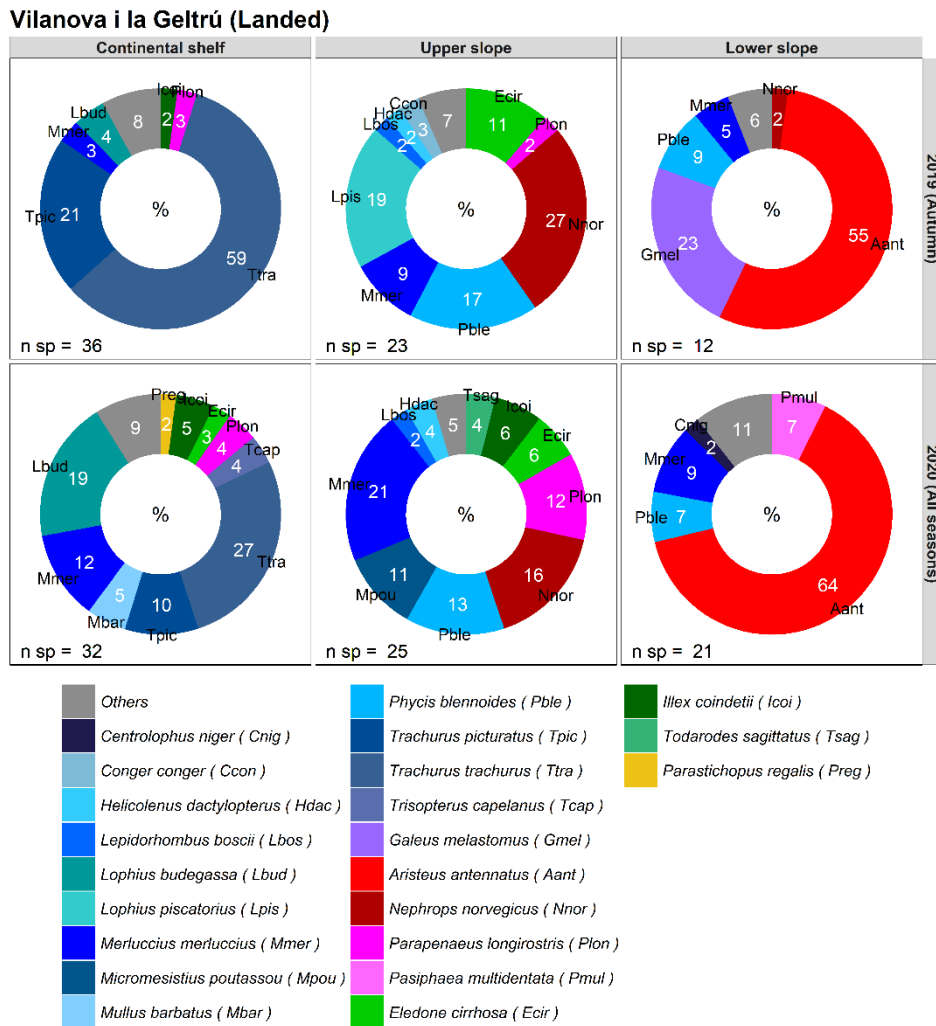 Vilanova i la Geltrú (Landed)
Continental shelf
Upper slope
Lower slope
Icoi
Plon
Lbud
Mmer
Tpic
Ttra
8
2
3
4
3
21
59
%
n sp = 36
Ccon
Hdac
Lbos
Lpis
Mmer
Pble
Nnor
Plon
Ecir
7
11
3
2
2
2
19
27
9
17
%
n sp = 23
Nnor
Mmer
Pble
Gmel
Aant
6
2
5
9
23
55
%
n sp = 12
2019 (Autumm)
Preg
Icoi
Ecir
Plon
Tcap
Ttra
Tpic
Mbar
Mmer
Lbud
9
2
5
3
4
4
19
27
12
5
10
%
n sp = 32
Tsag
Icoi
Ecir
Plon
Nnor
Pble
Mpou
Mmer
Lbos
Hdac
5
4
6
6
12
16
13
11
21
2
4
%
n sp = 25
Pmul
Cnig
Mmer
Pble
Aant
11
7
2
9
7
64
%
n sp = 21
2020 (All seasons)
Others
Centrolophus niger ( Cnig )
Conger conger ( Ccon )
Helicolenus dactylopterus ( Hdac )
Lepidorhombus boscii ( Lbos )
Lophius budegassa ( Lbud )
Lophius piscatorius ( Lpis )
Merluccius merluccius ( Mmer )
Micromesistius poutassou ( Mpou )
Mullus barbatus ( Mbar )
Phycis blennoides ( Pble )
Trachurus picturatus ( Tpic )
Trachurus trachurus ( Ttra )
Trisopterus capelanus ( Tcap )
Galeus melastomus ( Gmel )
Aristeus antennatus ( Aant )
Nephrops norvegicus ( Nnor )
Parapenaeus longirostris ( Plon )
Pasiphaea multidentata ( Pmul )
Eledone cirrhosa ( Ecir )
Illex coindetii ( Icoi )
Todarodes sagittatus ( Tsag )
Parastichopus regalis ( Preg )